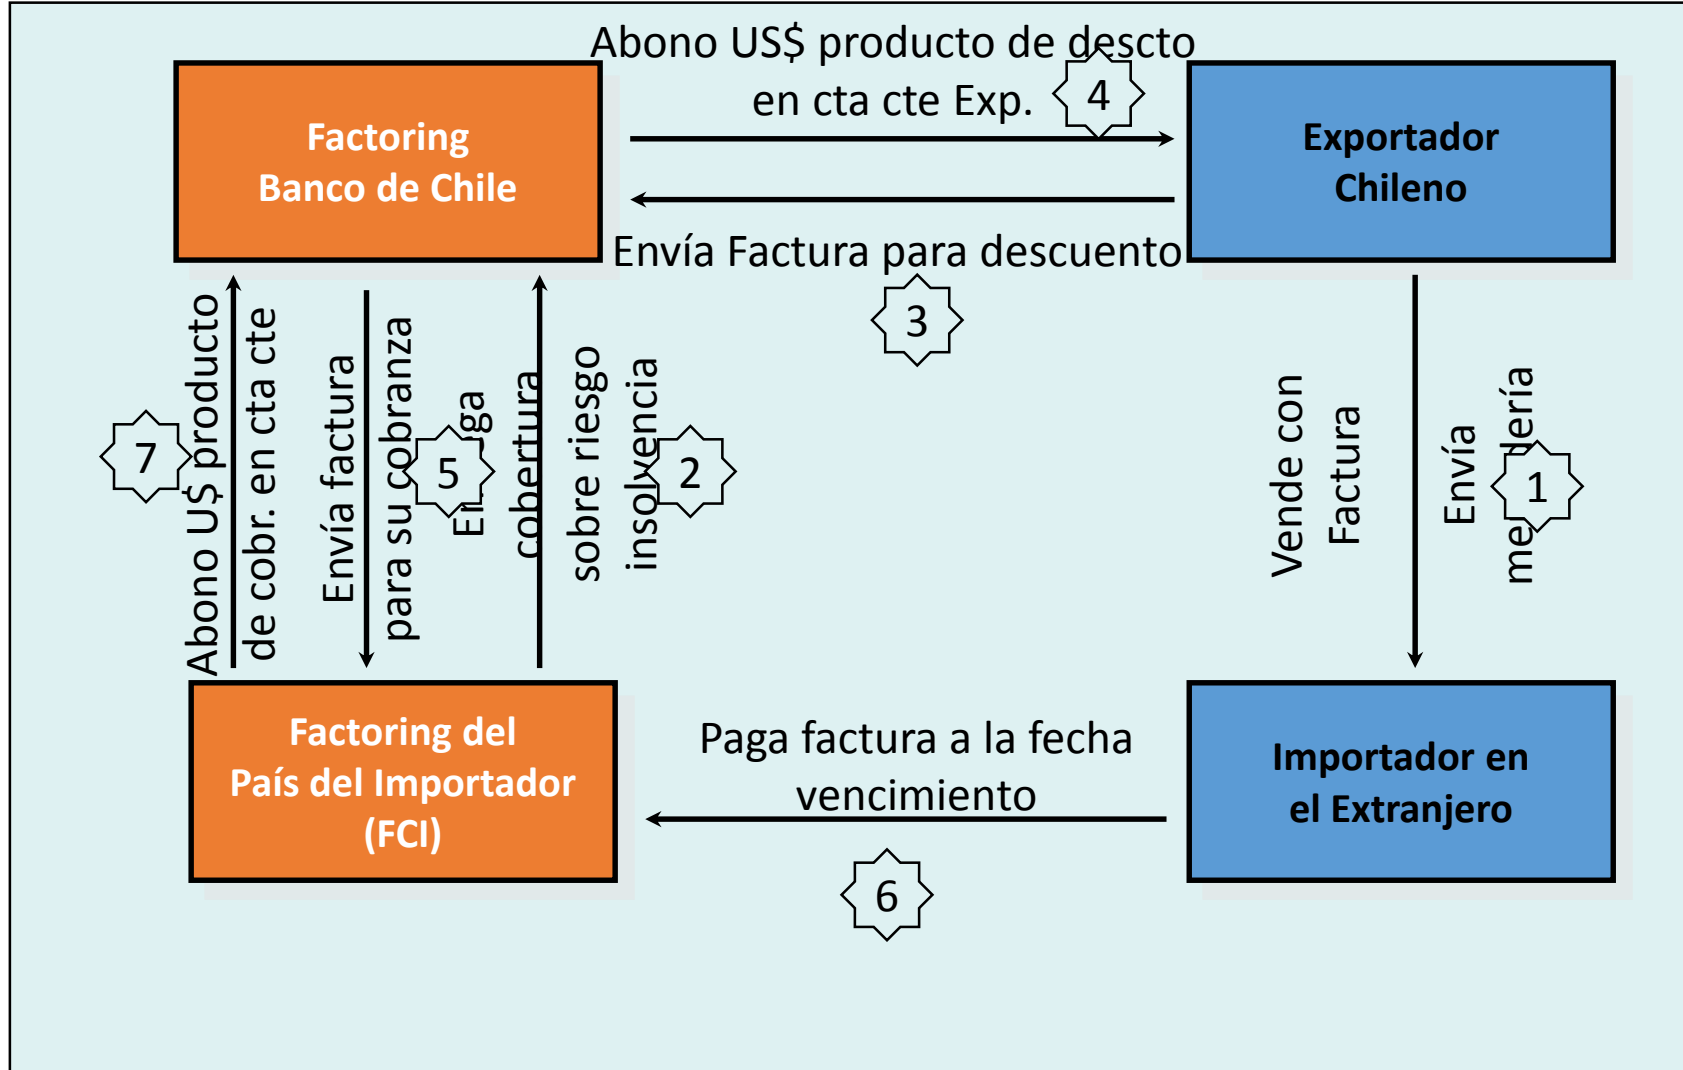 Abono US$ producto de descto
en cta cte Exp.
4
Factoring
Banco de Chile
Exportador
Chileno
Envía Factura para descuento
3
Abono U$ producto
de cobr. en cta cte
7
Envía factura
para su cobranza
5
cobertura
sobre riesgo
insolvencia
2
Vende con
Factura
Envía
1
Factoring del
País del Importador
(FCI)
Paga factura a la fecha
vencimiento
6
Importador en
el Extranjero